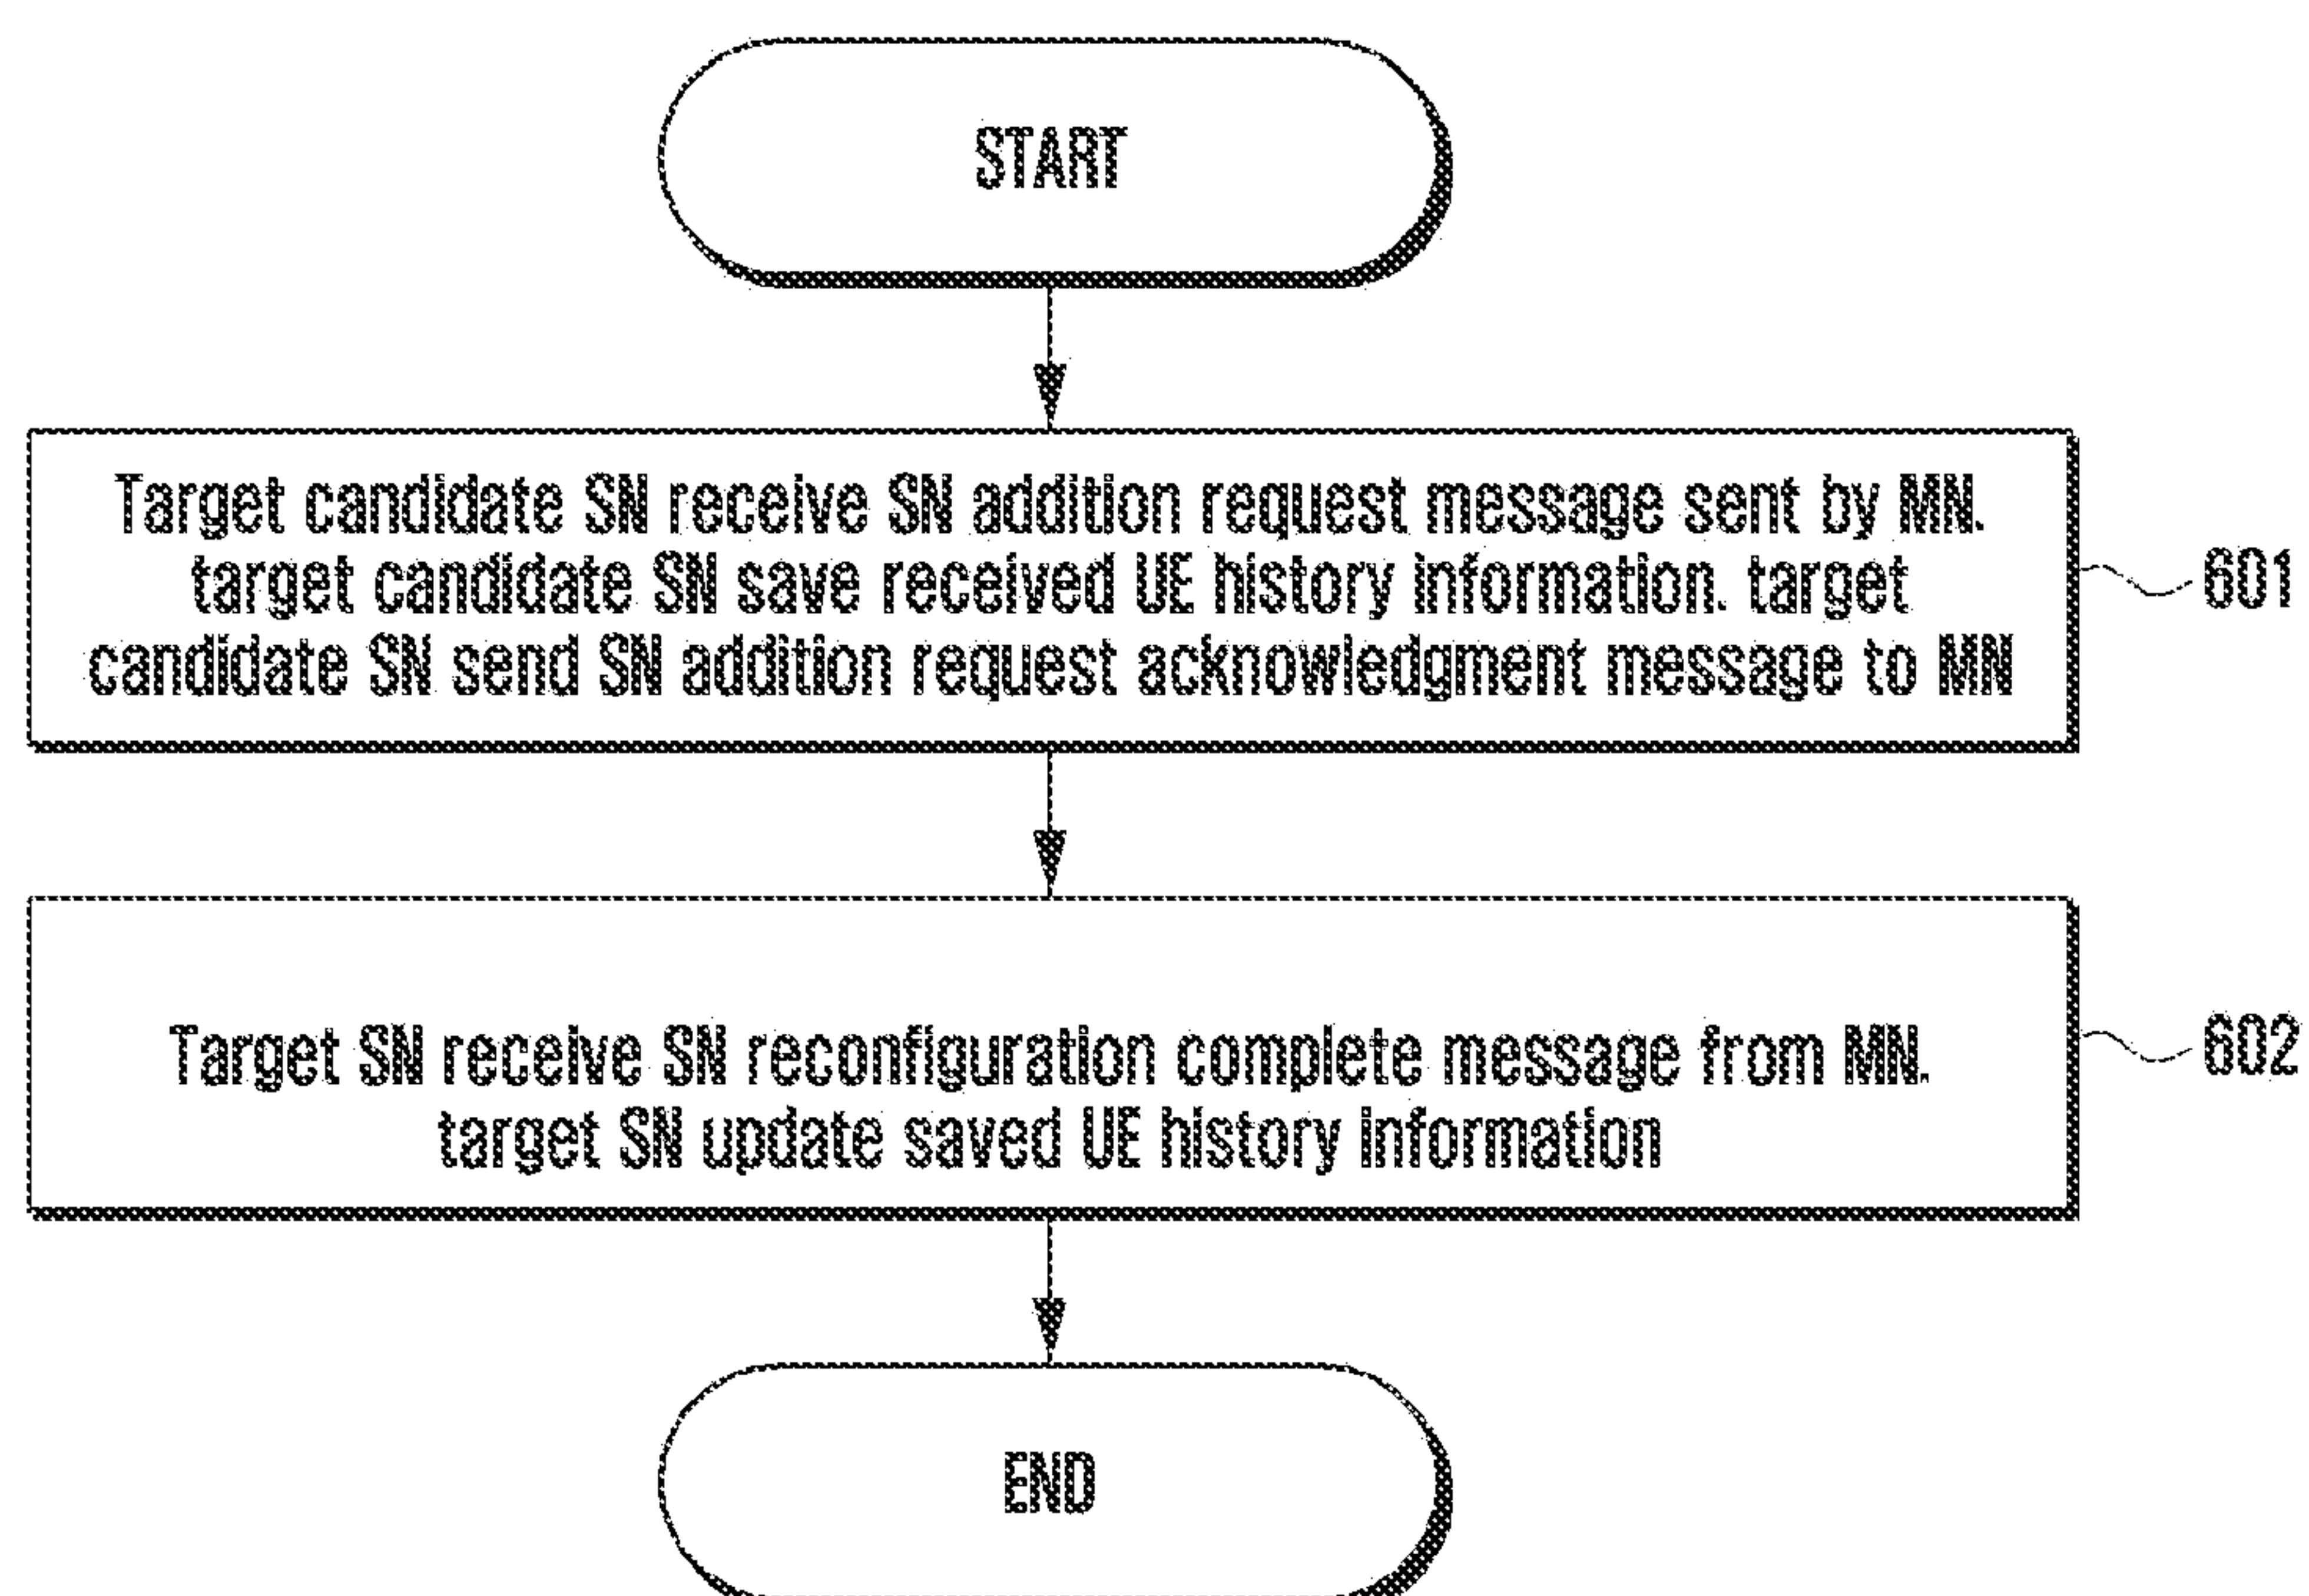 START
Target candidate SN receive SN addition request message sent by MN.
target candidate SN save received UE history information. target
candidate SN send SN addition request acknowledgment message to MN
601
Target SN receive SN reconfiguration complete message from MN.
target SN update saved UE history information
602
END